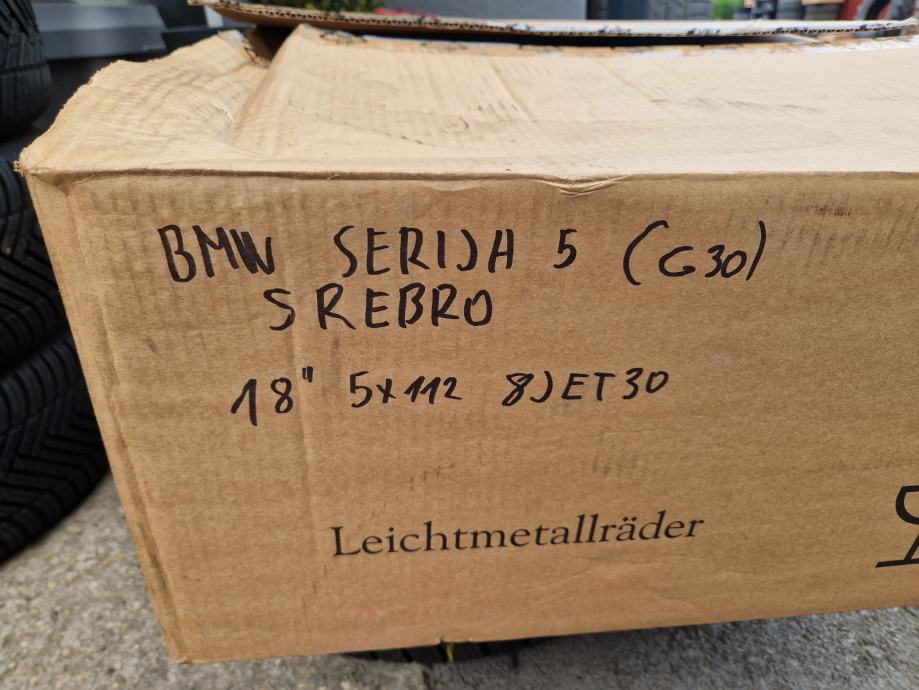 BMW SERIJA 5 (G30)
SREBRO
18" 5x112 8JET30
Leichtmetallräder